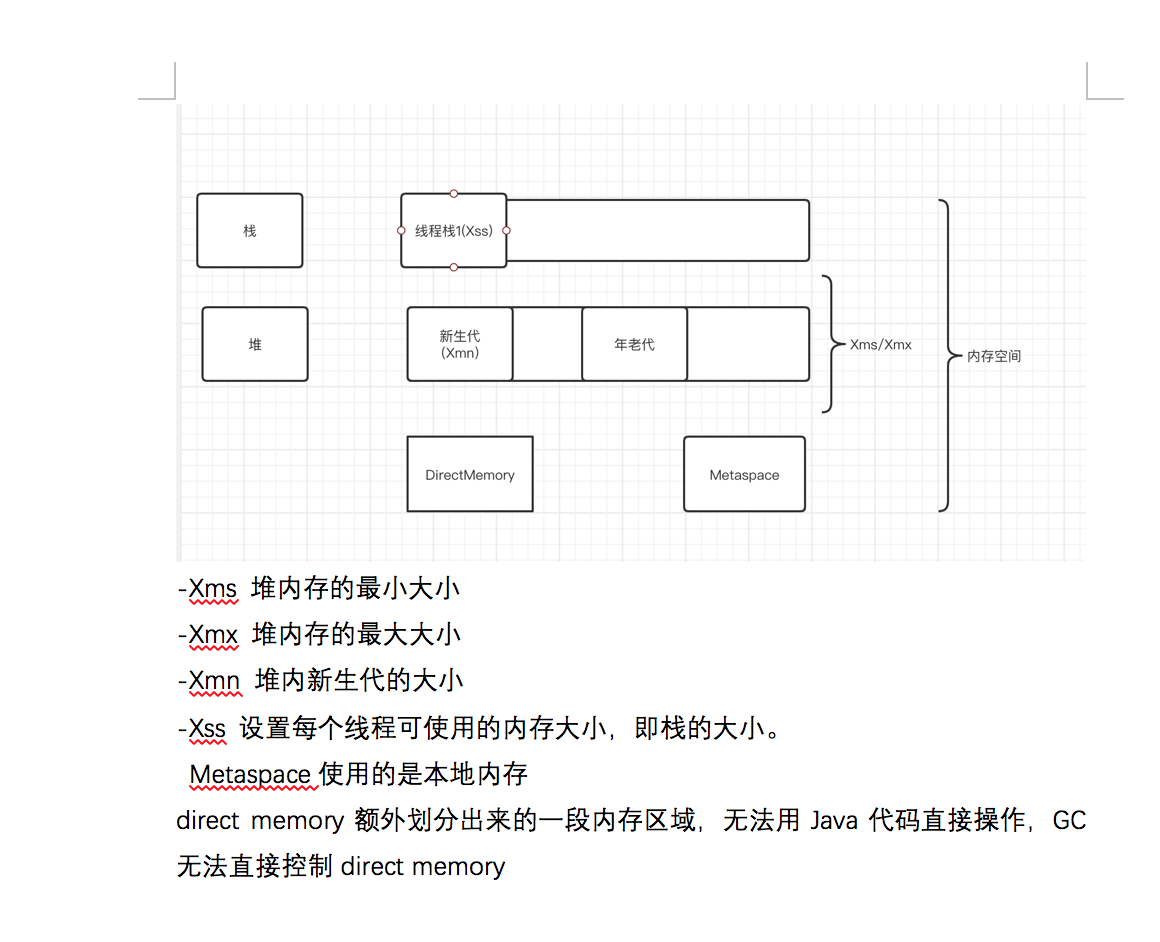 栈
线程栈1(Xss)
堆
新生代
(Xmn)
年老代
Xms/Xmx
内存空间
DirectMemory
Metaspace
-Xms 堆内存的最小大小
-Xmx 堆内存的最大大小
-Xmn 堆内新生代的大小
-Xss 设置每个线程可使用的内存大小，即栈的大小。
Metaspace 使用的是本地内存
direct memory 额外划分出来的一段内存区域，无法用 Java 代码直接操作，GC
无法直接控制 direct memory